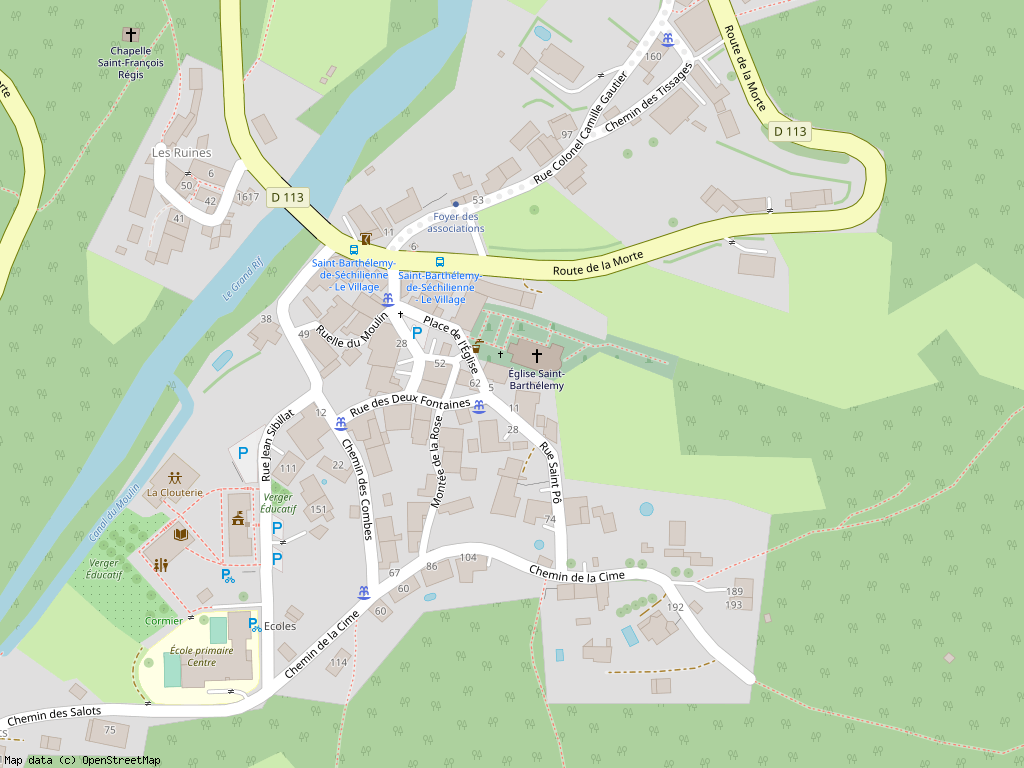 Chapelle
Saint-François
Régis
Route de la Morte
160
Chemin des Tissages
D 113
Rue Colonel Camille Gautier
97
Les Ruines
6
50
42
1617
41
D 113
53
Foyer des
associations
11
6
Route de la Morte
Saint-Barthélemy-
de-Séchilienne
- Le Village
Saint-Barthélemy-
de-Séchilienne
- Le Village
Le Grand Rif
38
49
Ruelle du Moulin
Place de l'Église
P
28
52
62
5
Église Saint-
Barthélemy
12
Rue des Deux Fontaines
11
28
Rue Jean Sibillat
Chemin des Combes
Montée de la Rose
Rue Saint Pô
P
111
22
La Clouterie
Verger
Éducatif
151
Canal du Moulin
P
P
74
Verger
Éducatif
P
67
86
104
60
60
Chemin de la Cime
189
193
192
Cormier
P
Ecoles
École primaire
Centre
Chemin de la Cime
114
Chemin des Salots
75
Map data (c) OpenStreetMap